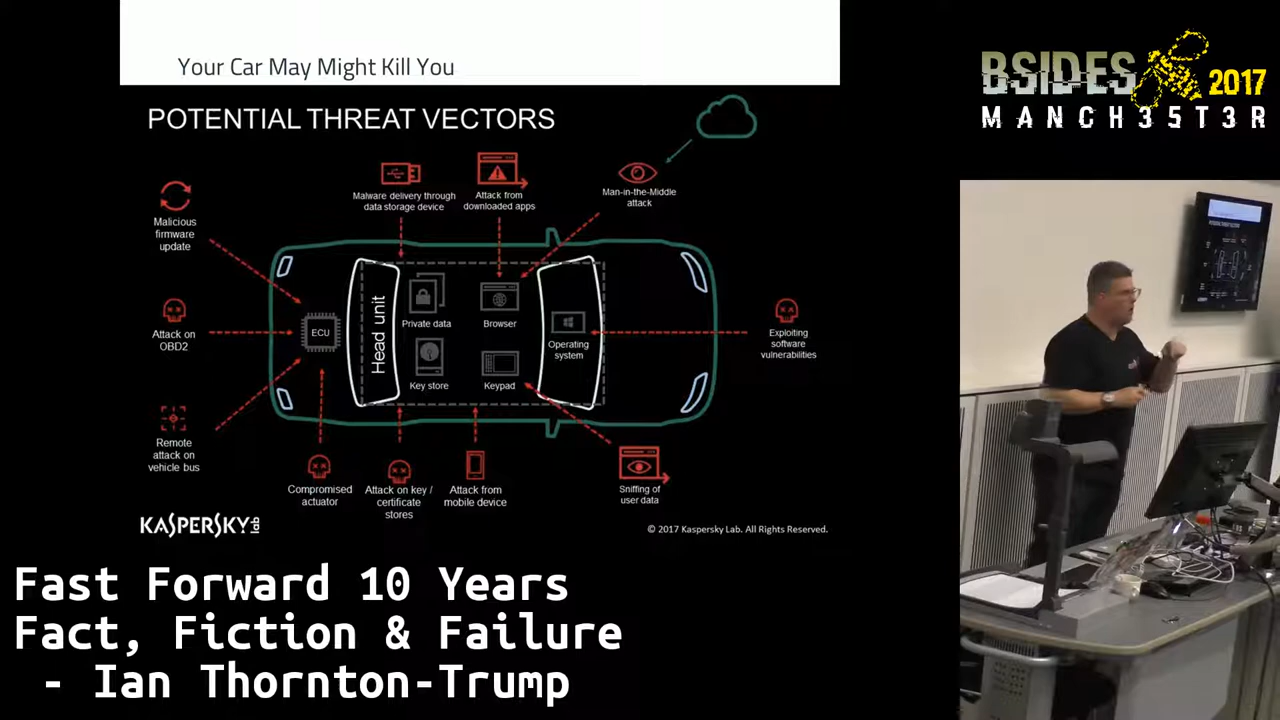 Your Car May Might Kill You
POTENTIAL THREAT VECTORS
BSIDES
2017
MANCH35T3R
Malware delivery through
data storage device
Attack from
downloaded apps
Man-in-the-Middle
attack
Malicious
firmware
update
Attack on
OBD2
Remote
attack on
vehicle bus
ECU
Head unit
Private data
Browser
Key store
Keypad
Operating
system
Exploiting
software
vulnerabilities
Compromised
actuator
Attack on key /
certificate
stores
Attack from
mobile device
Sniffing of
user data
KASPERSKY lab
© 2017 Kaspersky Lab. All Rights Reserved.
Fast Forward 10 Years
Fact, Fiction & Failure
- Ian Thornton-Trump